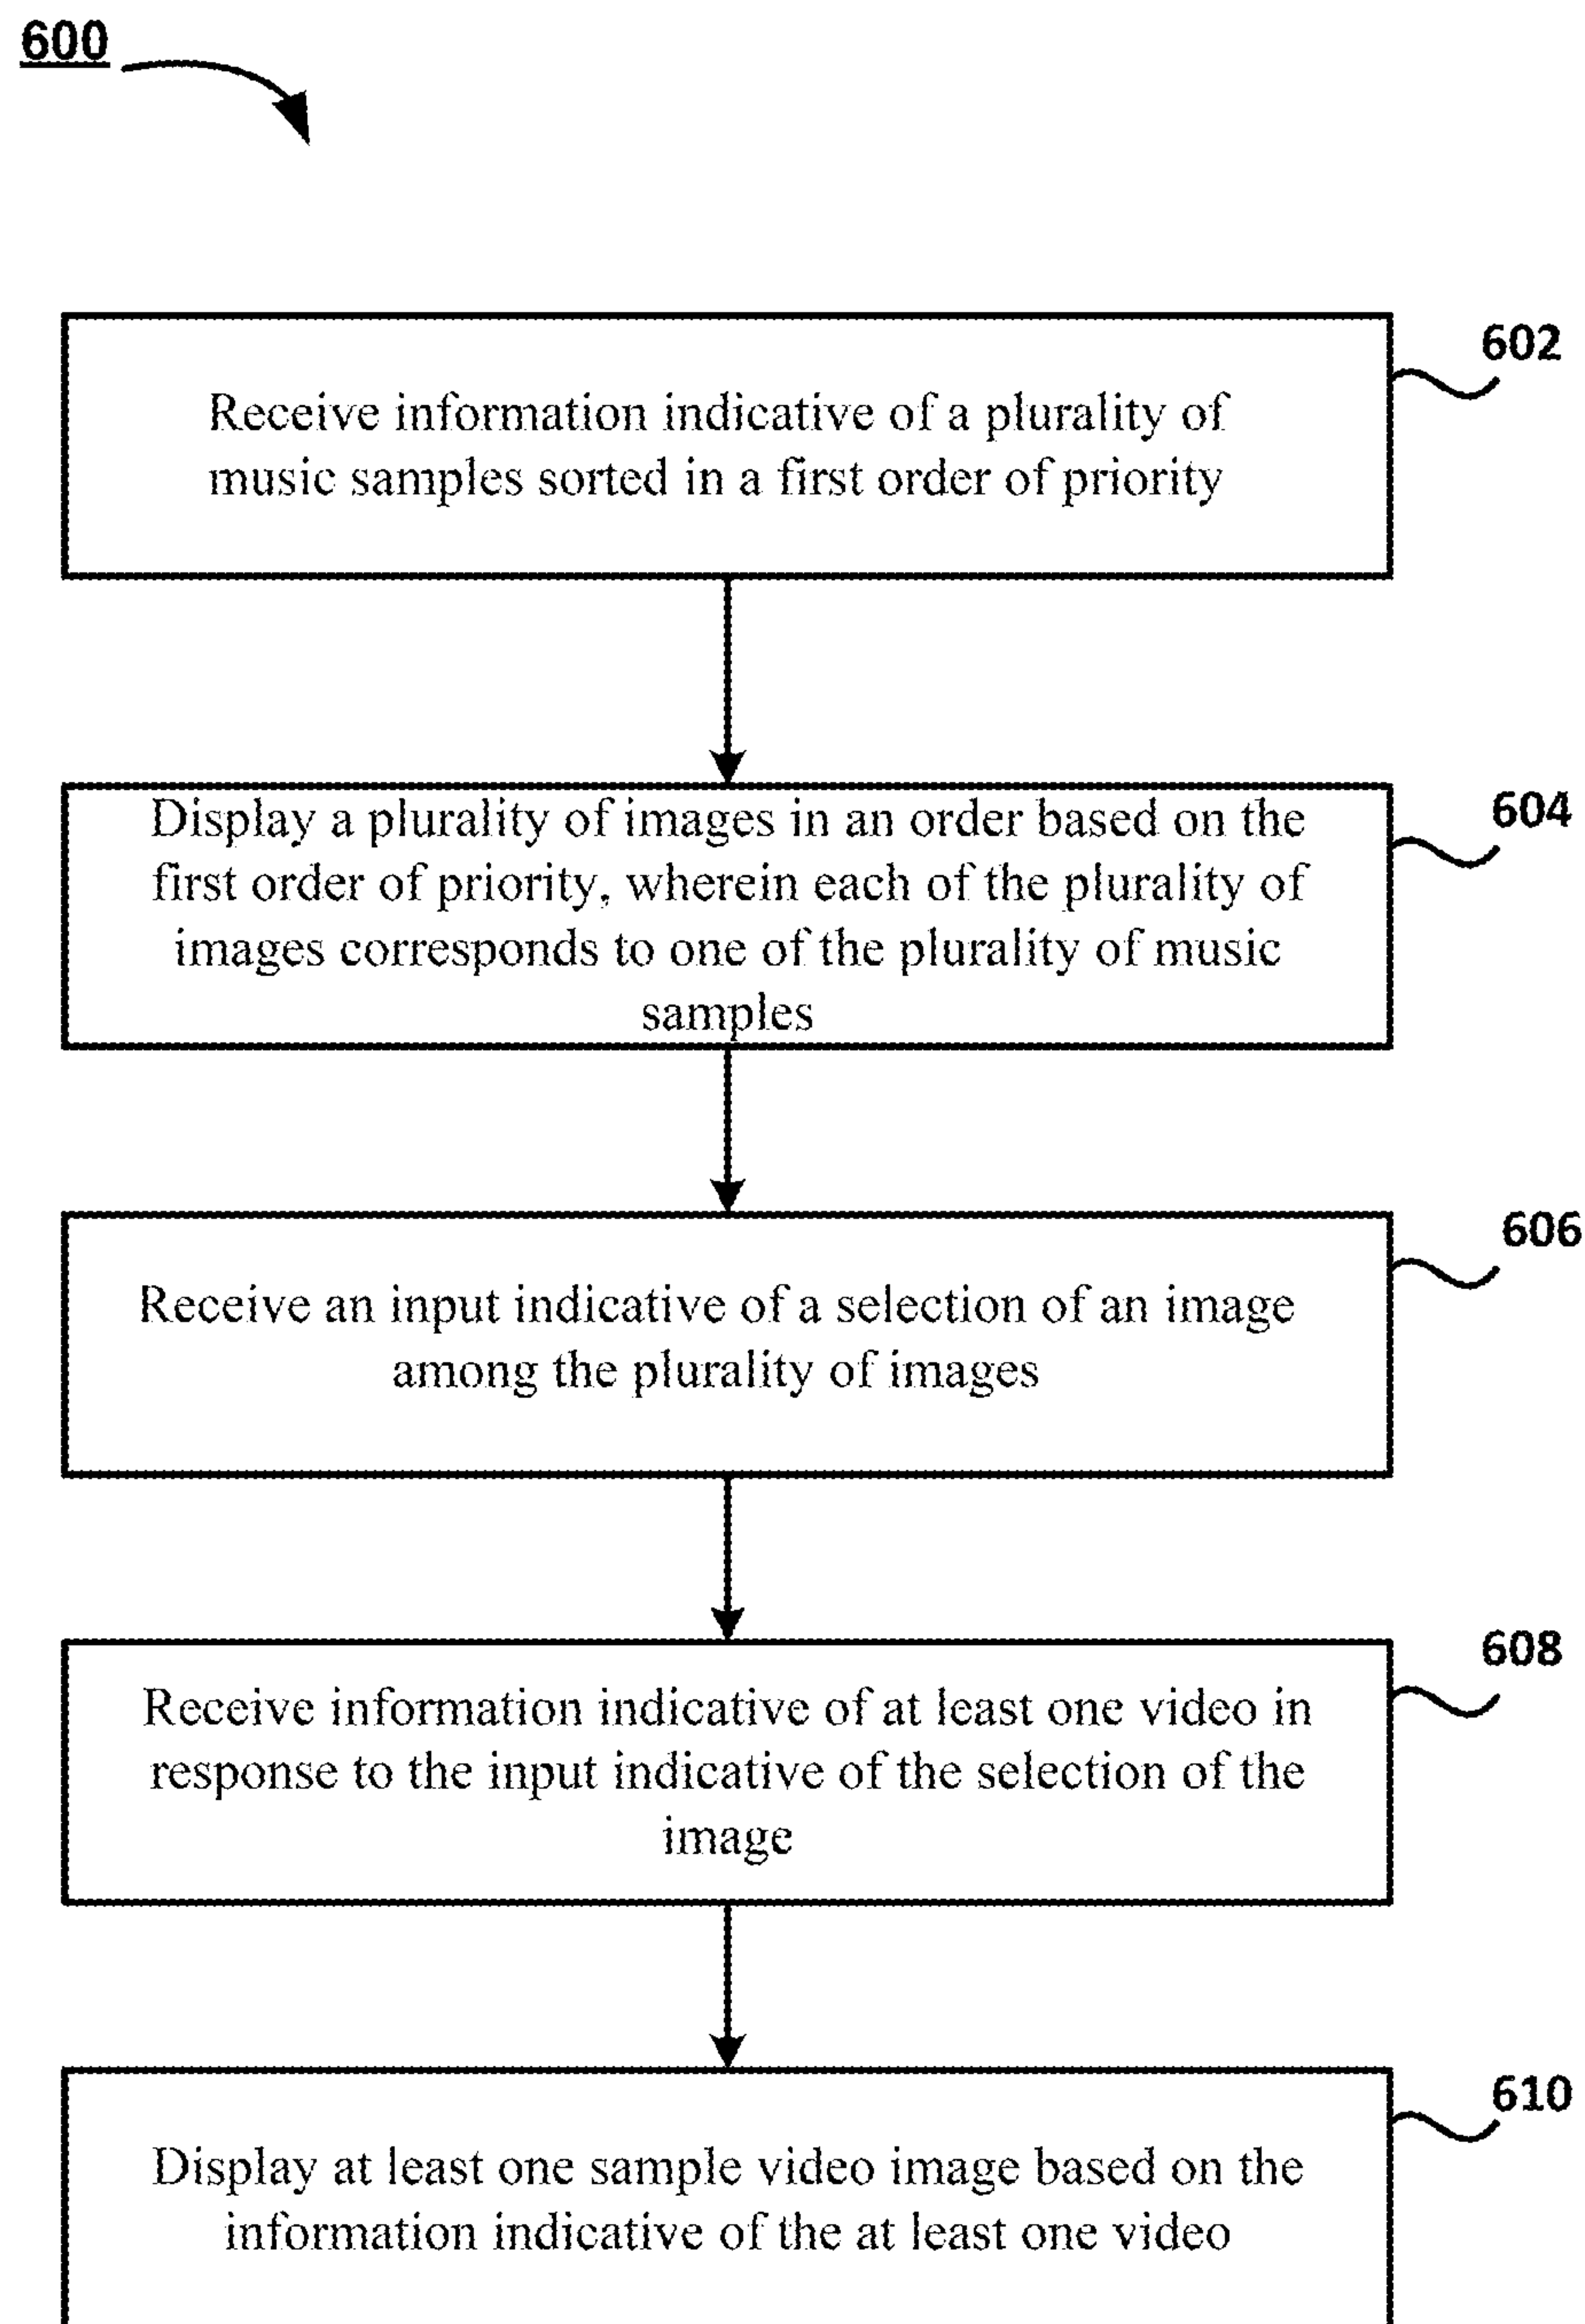 600
602
Receive information indicative of a plurality of
music samples sorted in a first order of priority
604
Display a plurality of images in an order based on the
first order of priority, wherein each of the plurality of
images corresponds to one of the plurality of music
samples
606
Receive an input indicative of a selection of an image
among the plurality of images
608
Receive information indicative of at least one video in
response to the input indicative of the selection of the
image
610
Display at least one sample video image based on the
information indicative of the at least one video